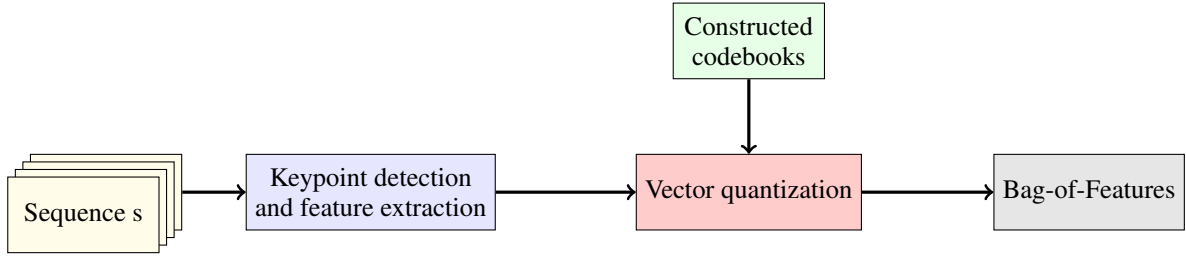 Constructed
codebooks
Sequence s
Keypoint detection
and feature extraction
Vector quantization
Bag-of-Features